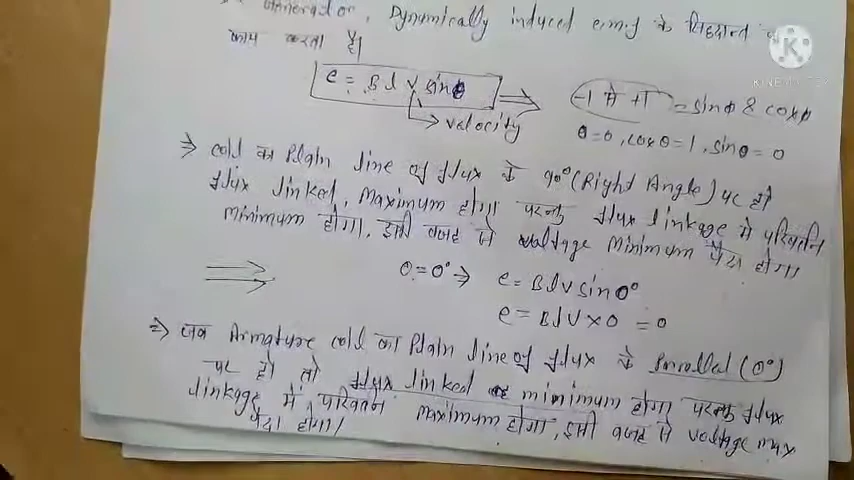 Generator, Dynamically induced e.m.f के सिद्धान्त
काम करता है।
e = Blv sinθ ⇒ -1 से +1 = sinθ & cosθ
→ velocity θ=0, cosθ=1, sinθ=0
⇒ coil का Plain line of flux के 90° (Right Angle) पर हो
flux linked, Maximum होगा परन्तु flux linkage में परिवर्तन
minimum होगा, इसी वजह से voltage minimum पैदा होगा।
θ=0° → e = Blv sin0°
e = Blv×0 = 0
⇒ जब Armature coil का Plain line of flux के Parallel (0°)
पर हो तो flux linked minimum होगा परन्तु flux
linkage में परिवर्तन maximum होगा, इसी वजह से voltage max
पैदा होगा।
KINEMASTER